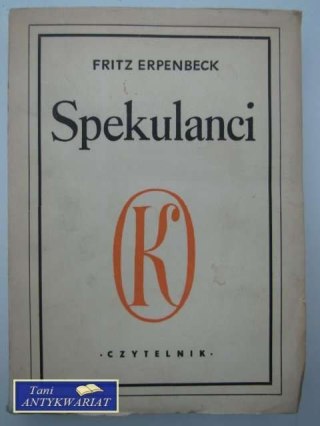 FRITZ ERPENBECK
Spekulanci
K
·CZYTELNIK·
Tani
ANTYKWARIAT